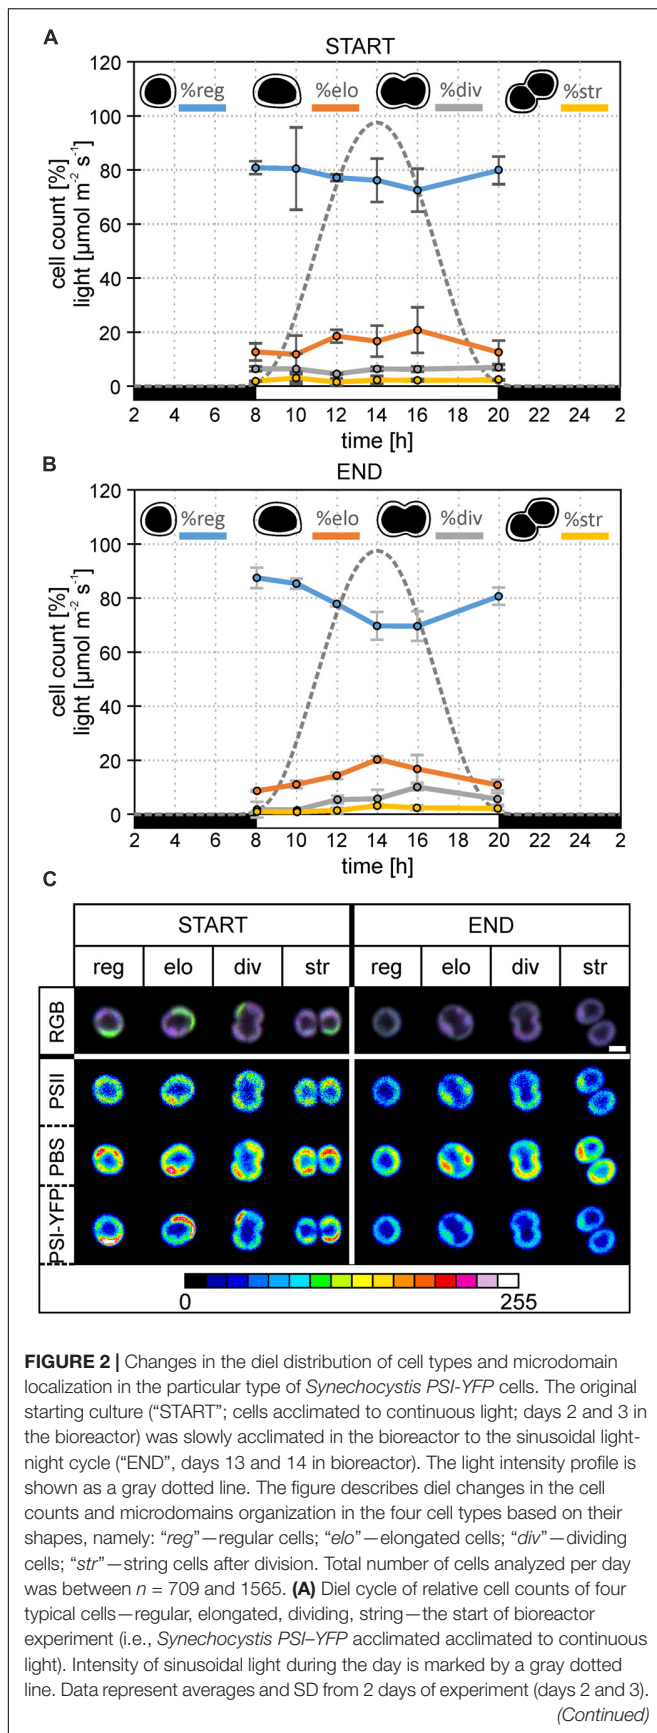 A
START
120
100
80
60
40
20
0
cell count [%]
light [µmol m⁻² s⁻¹]
%reg %elo %div %str
2 4 6 8 10 12 14 16 18 20 22 24 2
time [h]
B
END
120
100
80
60
40
20
0
cell count [%]
light [µmol m⁻² s⁻¹]
%reg %elo %div %str
2 4 6 8 10 12 14 16 18 20 22 24 2
time [h]
C
START END
reg elo div str reg elo div str
RGB
PSII
PBS
PSI-YFP
0 255
FIGURE 2 | Changes in the diel distribution of cell types and microdomain
localization in the particular type of Synechocystis PSI-YFP cells. The original
starting culture (“START”; cells acclimated to continuous light; days 2 and 3 in
the bioreactor) was slowly acclimated in the bioreactor to the sinusoidal light-
night cycle (“END”, days 13 and 14 in bioreactor). The light intensity profile is
shown as a gray dotted line. The figure describes diel changes in the cell
counts and microdomains organization in the four cell types based on their
shapes, namely: “reg”—regular cells; “elo”—elongated cells; “div”—dividing
cells; “str”—string cells after division. Total number of cells analyzed per day
was between n = 709 and 1565. (A) Diel cycle of relative cell counts of four
typical cells—regular, elongated, dividing, string—the start of bioreactor
experiment (i.e., Synechocystis PSI–YFP acclimated acclimated to continuous
light). Intensity of sinusoidal light during the day is marked by a gray dotted
line. Data represent averages and SD from 2 days of experiment (days 2 and 3).
(Continued)